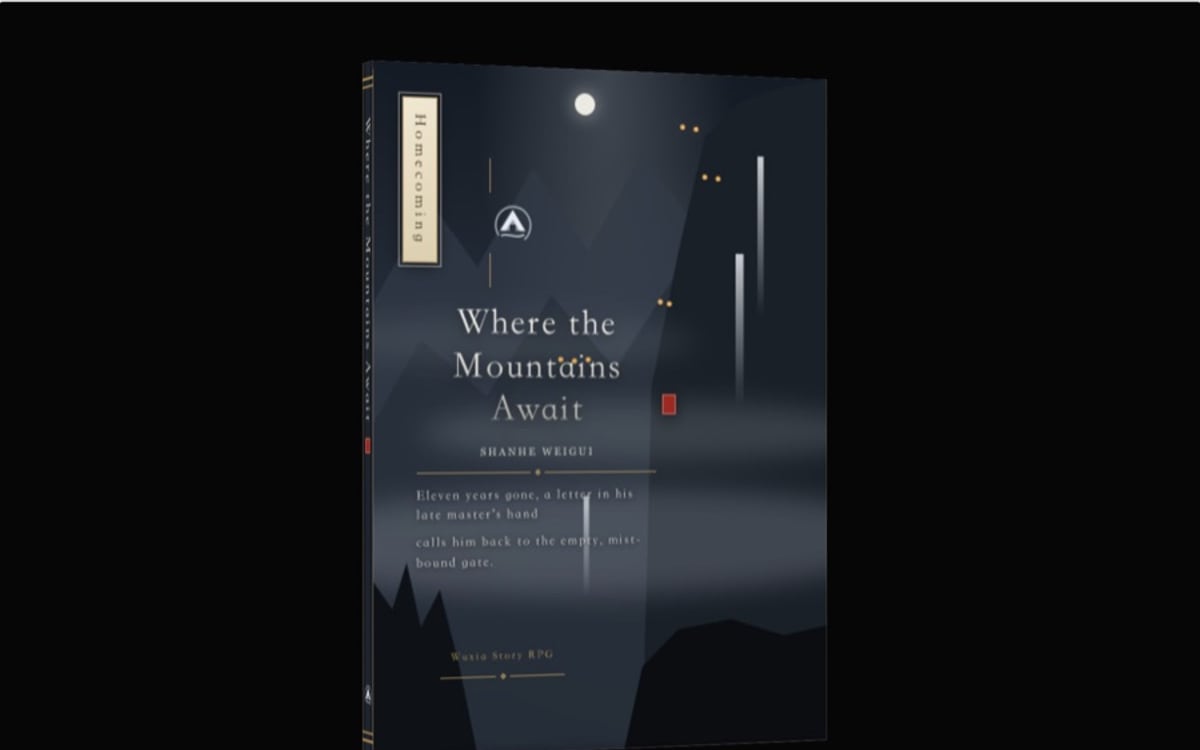 Where the Mountains Await
Homecoming
Where the
Mountains
Await
SHANHE WEIGUI
Eleven years gone, a letter in his
late master's hand
calls him back to the empty, mist-
bound gate.
Wuxia Story RPG